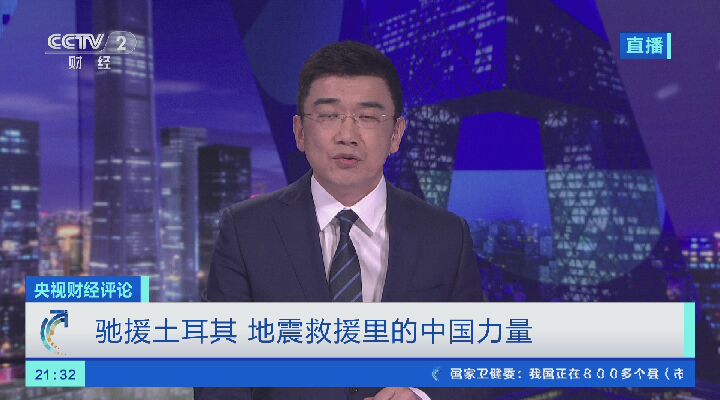 CCTV 2
财经
直播
央视财经评论
驰援土耳其 地震救援里的中国力量
21:32
国家卫健委：我国正在800多个县（市